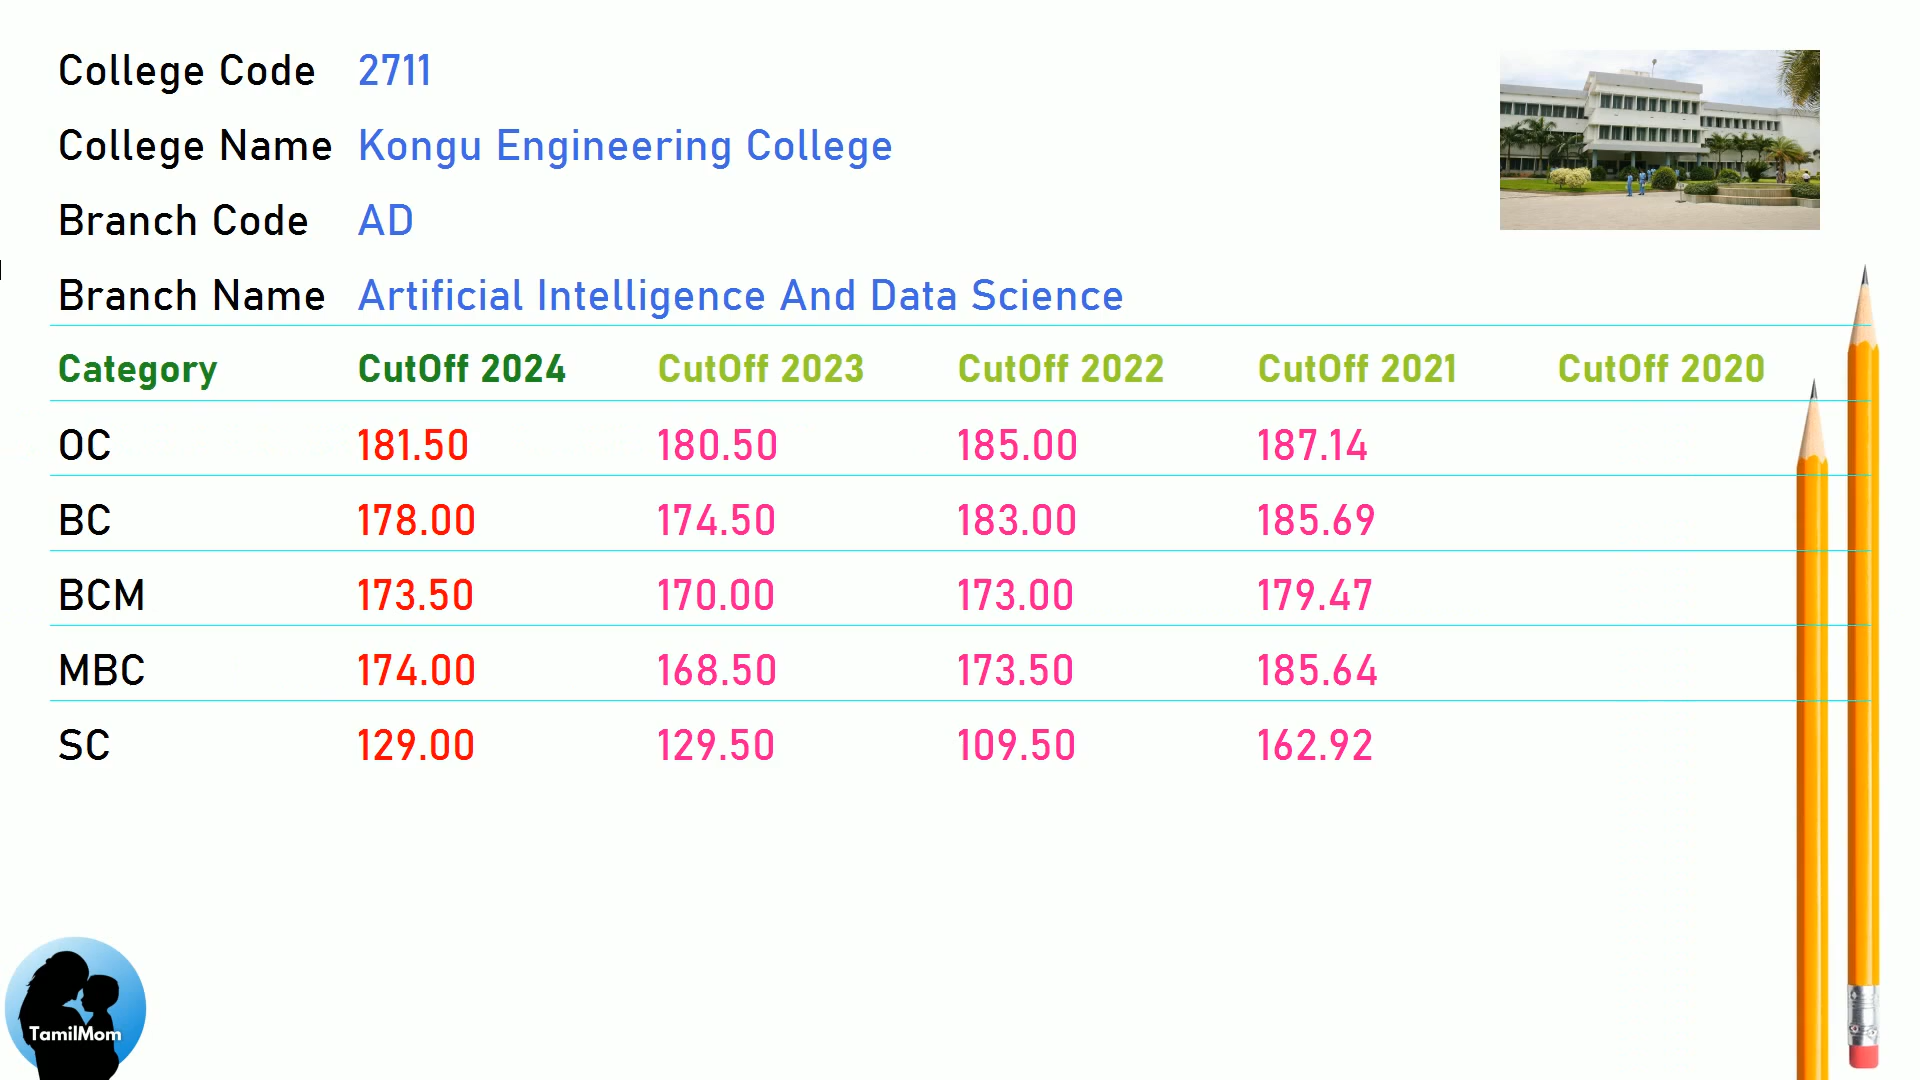 College Code 2711
College Name Kongu Engineering College
Branch Code AD
Branch Name Artificial Intelligence And Data Science
Category CutOff 2024 CutOff 2023 CutOff 2022 CutOff 2021 CutOff 2020
OC 181.50 180.50 185.00 187.14
BC 178.00 174.50 183.00 185.69
BCM 173.50 170.00 173.00 179.47
MBC 174.00 168.50 173.50 185.64
SC 129.00 129.50 109.50 162.92
TamilMom